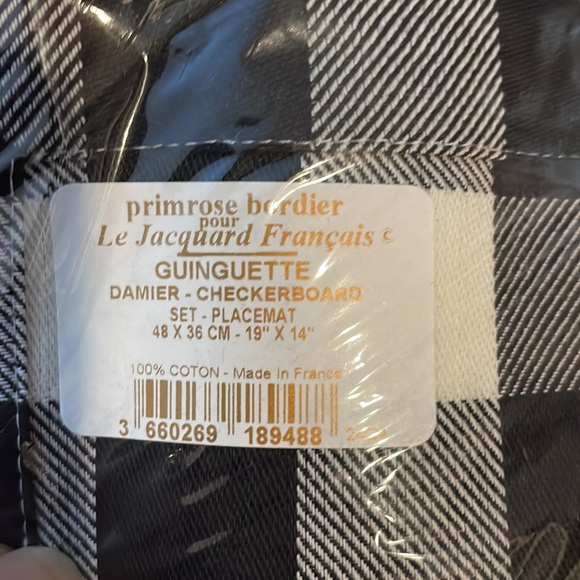 primrose bordier
pour
Le Jacquard Français ©
GUINGUETTE
DAMIER - CHECKERBOARD
SET - PLACEMAT
48 X 36 CM - 19" X 14"
100% COTON - Made In France
3 660269 189488